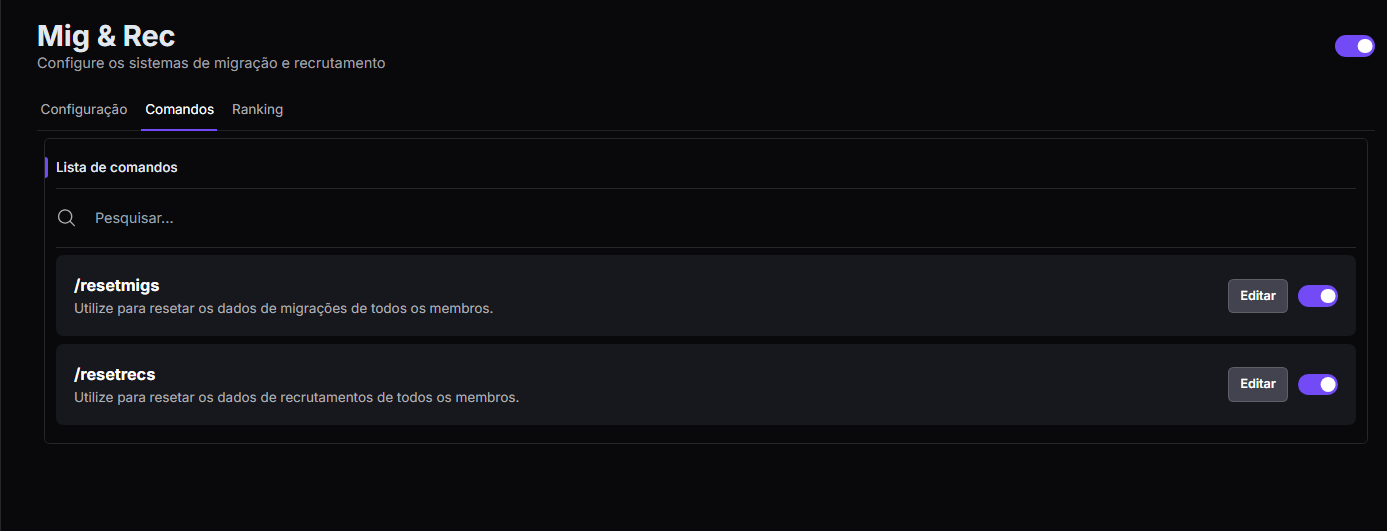 Mig & Rec
Configure os sistemas de migração e recrutamento
Configuração Comandos Ranking
Lista de comandos
Pesquisar...
/resetmigs
Utilize para resetar os dados de migrações de todos os membros.
Editar
/resetrecs
Utilize para resetar os dados de recrutamentos de todos os membros.
Editar